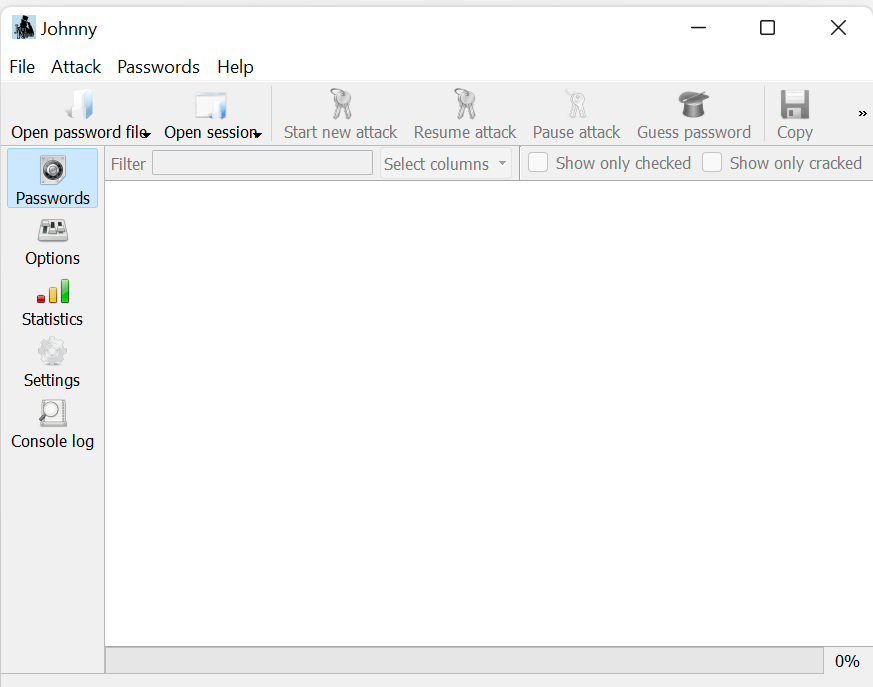 Johnny
File Attack Passwords Help
Open password file Open session Start new attack Resume attack Pause attack Guess password Copy »
Filter Select columns Show only checked Show only cracked
Passwords
Options
Statistics
Settings
Console log
0%